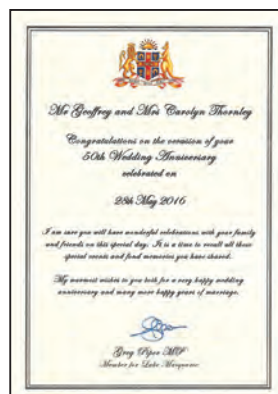 Mr Geoffrey and Mrs Carolyn Thornley
Congratulations on the occasion of your
50th Wedding Anniversary
celebrated on
28th May 2016
I am sure you will have wonderful celebrations with your family
and friends on this special day. It is a time to recall all those
special events and fond memories you have shared.
My warmest wishes to you both for a very happy wedding
anniversary and many more happy years of marriage.
Greg Piper MP
Member for Lake Macquarie